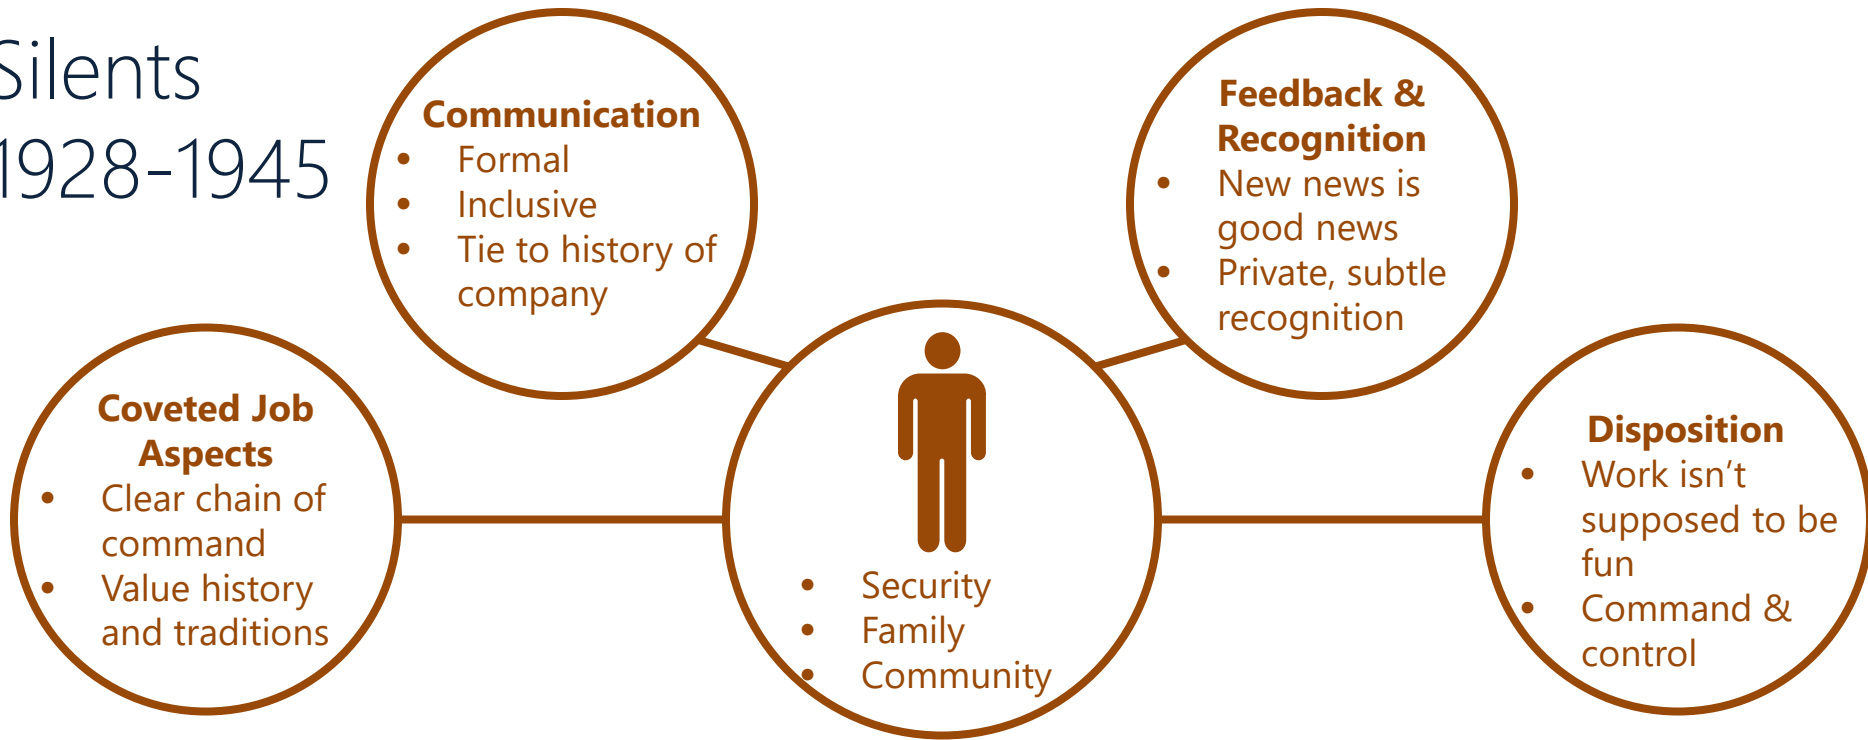 Silents
1928-1945
Communication
• Formal
• Inclusive
• Tie to history of
company
Feedback &
Recognition
• New news is
good news
• Private, subtle
recognition
Coveted Job
Aspects
• Clear chain of
command
• Value history
and traditions
• Security
• Family
• Community
Disposition
• Work isn’t
supposed to be
fun
• Command &
control